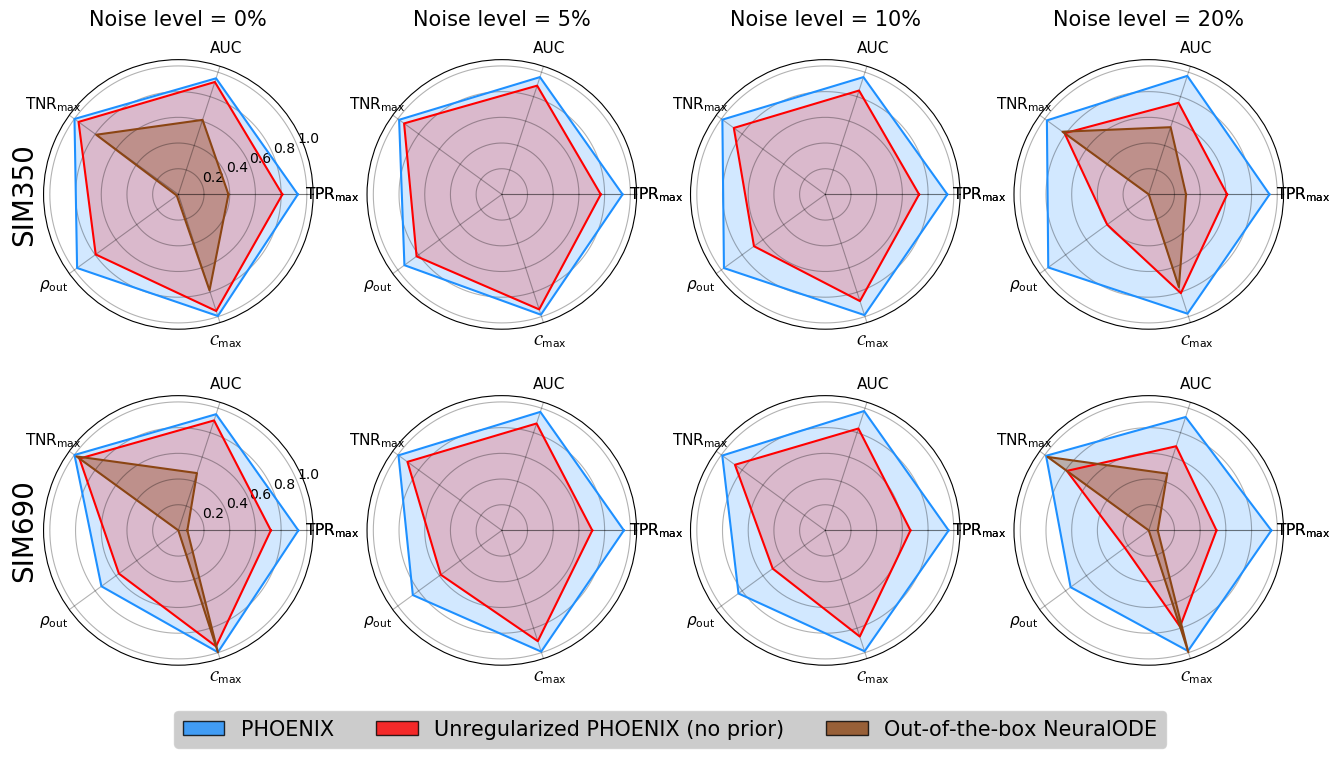 Noise level = 0% Noise level = 5% Noise level = 10% Noise level = 20%
SIM350
AUC AUC AUC AUC
TNRmax TNRmax TNRmax TNRmax
0.2 0.4 0.6 0.8 1.0
TPRmax TPRmax TPRmax TPRmax
ρout ρout ρout ρout
𝒞max 𝒞max 𝒞max 𝒞max
SIM690
AUC AUC AUC AUC
TNRmax TNRmax TNRmax TNRmax
0.2 0.4 0.6 0.8 1.0
TPRmax TPRmax TPRmax TPRmax
ρout ρout ρout ρout
𝒞max 𝒞max 𝒞max 𝒞max
PHOENIX Unregularized PHOENIX (no prior) Out-of-the-box NeuralODE